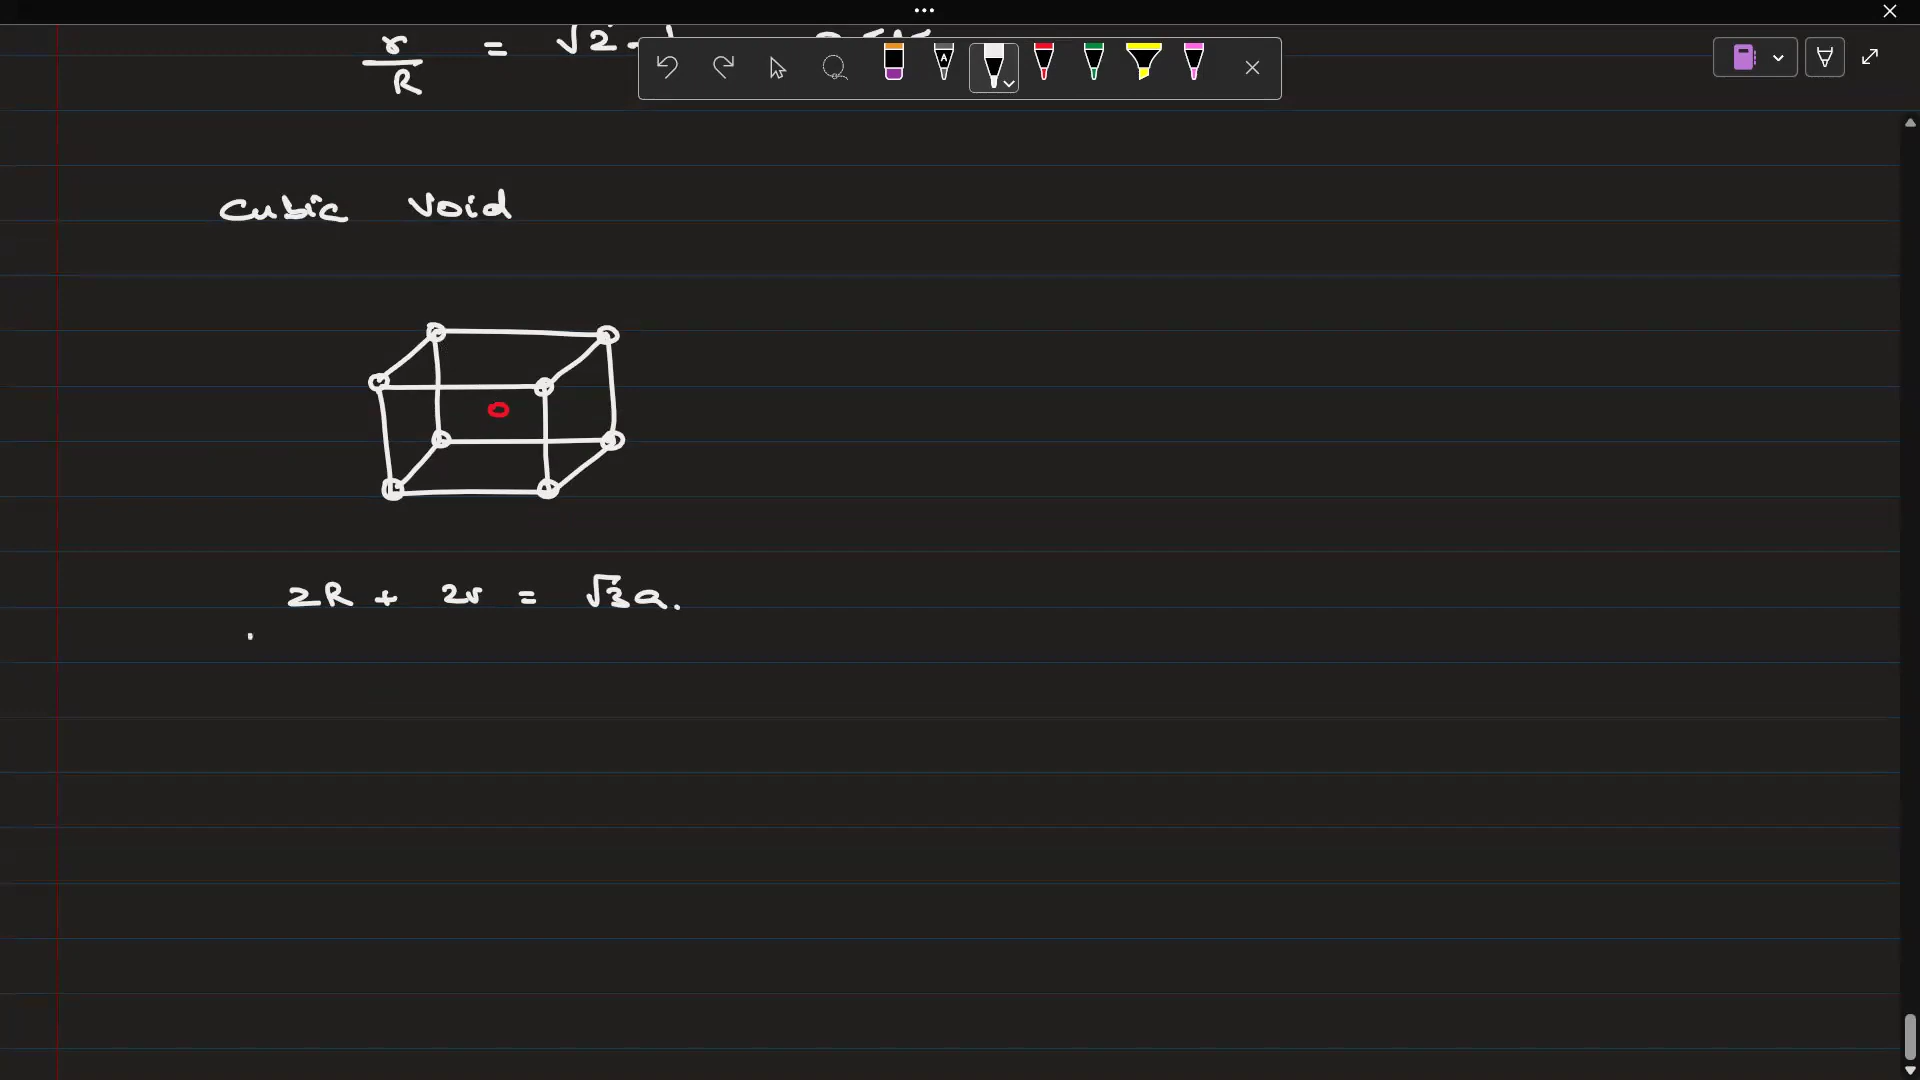 r/R = √2 -
cubic void
2R + 2r = √3a.